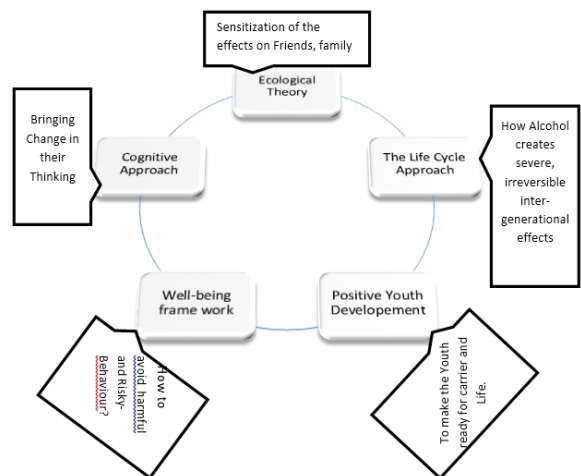 Sensitization of the
effects on Friends, family
Ecological
Theory
Bringing
Change in
their
Thinking
Cognitive
Approach
The Life Cycle
Approach
How Alcohol
creates
severe,
irreversible
inter-
generational
effects
Well-being
frame work
Positive Youth
Developement
How to
avoid harmful
and Risky-
Behaviour?
To make the Youth
ready for carrier and
Life.